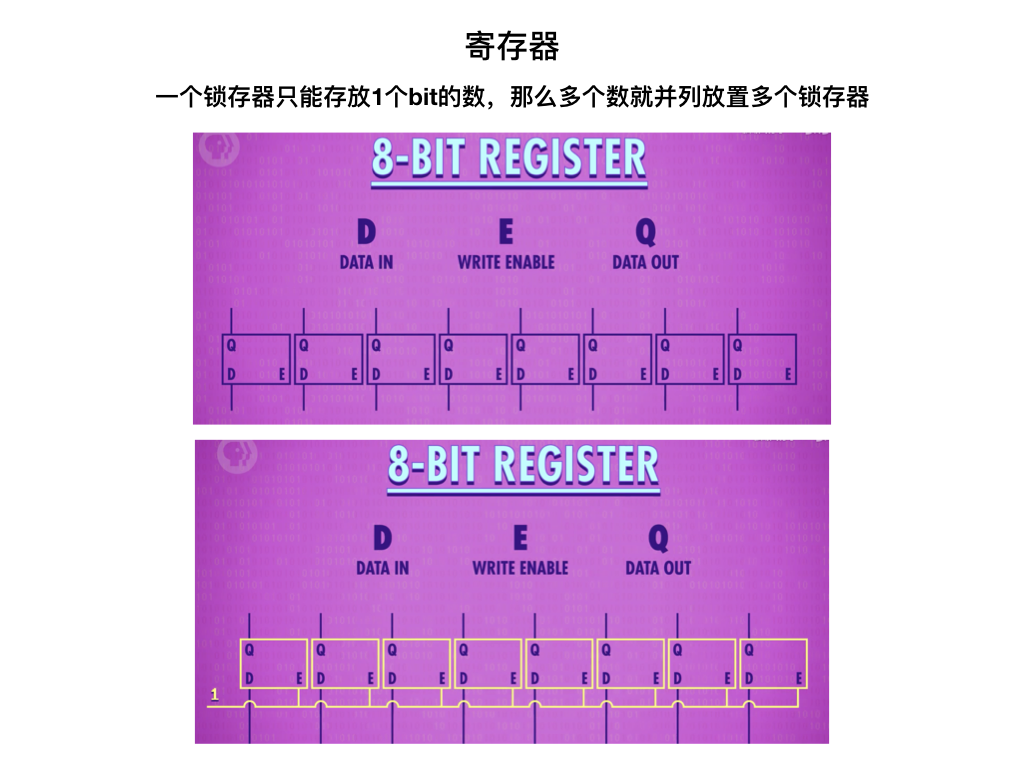 寄存器
一个锁存器只能存放1个bit的数，那么多个数就并列放置多个锁存器
8-BIT REGISTER
D E Q
DATA IN WRITE ENABLE DATA OUT
Q Q Q Q Q Q Q Q
D E D E D E D E D E D E D E D E
8-BIT REGISTER
D E Q
DATA IN WRITE ENABLE DATA OUT
Q Q Q Q Q Q Q Q
D E D E D E D E D E D E D E D E
1